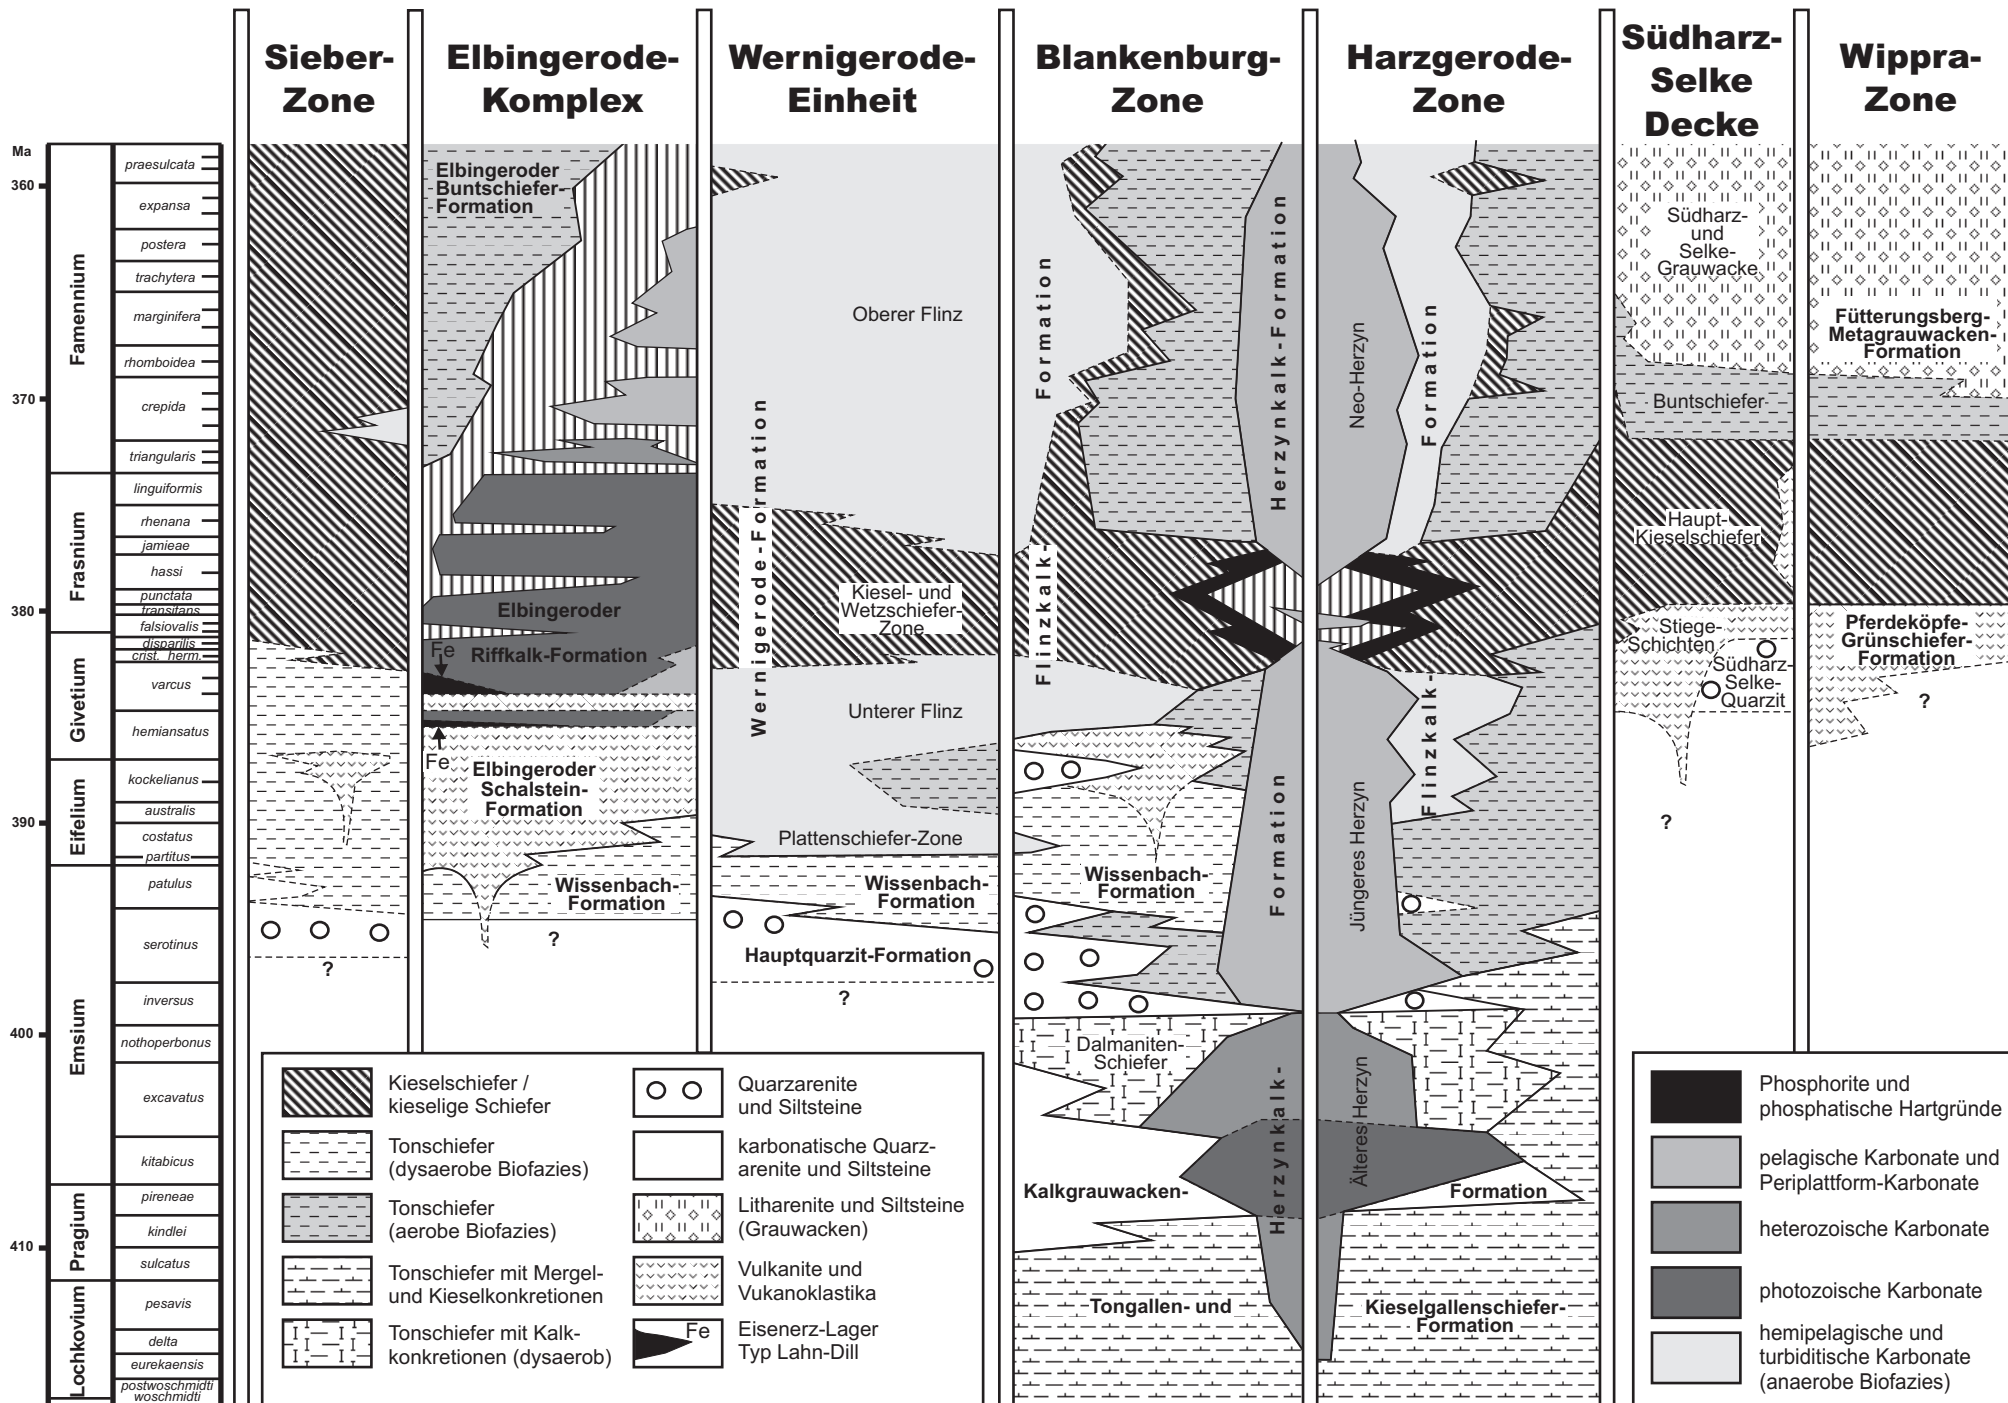 Sieber-
Zone
Elbingerode-
Komplex
Wernigerode-
Einheit
Blankenburg-
Zone
Harzgerode-
Zone
Südharz-
Selke
Decke
Wippra-
Zone
Ma
360
370
380
390
400
410
Famennium
Frasnium
Givetium
Eifelium
Emsium
Pragium
Lochkovium
praesulcata
expansa
postera
trachytera
marginifera
rhomboidea
crepida
triangularis
linguiformis
rhenana
jamieae
hassi
punctata
transitans
falsiovalis
disparilis
crist. herm.
varcus
hemiansatus
kockelianus
australis
costatus
partitus
patulus
serotinus
inversus
nothoperbonus
excavatus
kitabicus
pireneae
kindlei
sulcatus
pesavis
delta
eurekaensis
postwoschmidti
woschmidti
?
Elbingeroder
Buntschiefer-
Formation
Elbingeroder
Riffkalk-Formation
Fe
Fe
Elbingeroder
Schalstein-
Formation
Wissenbach-
Formation
?
Oberer Flinz
Wernigerode-Formation
Kiesel- und
Wetzschiefer-
Zone
Unterer Flinz
Plattenschiefer-Zone
Wissenbach-
Formation
Hauptquarzit-Formation
?
Formation
Flinzkalk-
Herzynkalk-Formation
Wissenbach-
Formation
Formation
Dalmaniten-
Schiefer
Herzynkalk-
Kalkgrauwacken-
Tongallen- und
Neo-Herzyn
Formation
Flinzkalk-
Jüngeres Herzyn
Älteres Herzyn
Formation
Kieselgallenschiefer-
Formation
Südharz-
und
Selke-
Grauwacke
Buntschiefer
Haupt-
Kieselschiefer
Stiege-
Schichten
Südharz-
Selke-
Quarzit
?
Fütterungsberg-
Metagrauwacken-
Formation
Pferdeköpfe-
Grünschiefer-
Formation
?
Kieselschiefer /
kieselige Schiefer
Tonschiefer
(dysaerobe Biofazies)
Tonschiefer
(aerobe Biofazies)
Tonschiefer mit Mergel-
und Kieselkonkretionen
Tonschiefer mit Kalk-
konkretionen (dysaerob)
Quarzarenite
und Siltsteine
karbonatische Quarz-
arenite und Siltsteine
Litharenite und Siltsteine
(Grauwacken)
Vulkanite und
Vukanoklastika
Fe
Eisenerz-Lager
Typ Lahn-Dill
Phosphorite und
phosphatische Hartgründe
pelagische Karbonate und
Periplattform-Karbonate
heterozoische Karbonate
photozoische Karbonate
hemipelagische und
turbiditische Karbonate
(anaerobe Biofazies)